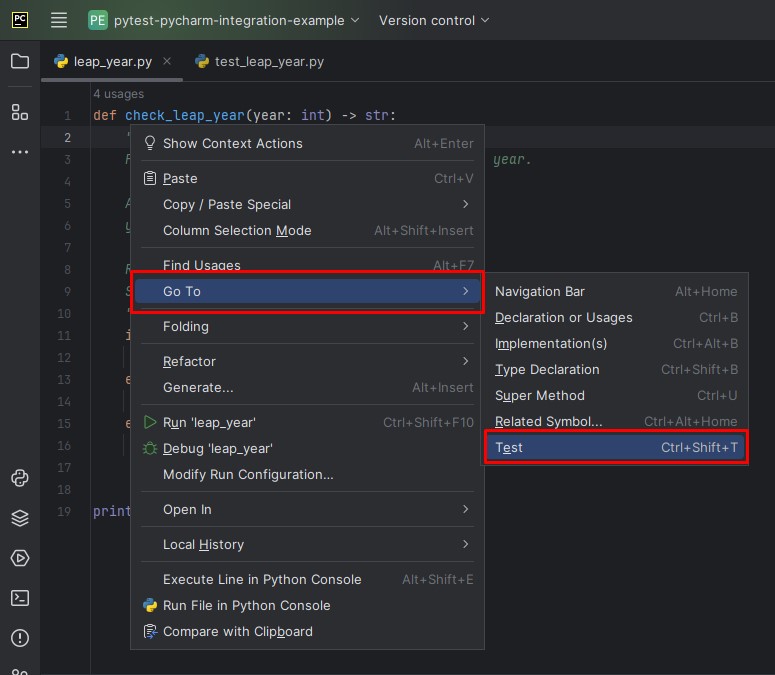 PC PE pytest-pycharm-integration-example Version control
leap_year.py test_leap_year.py
4 usages
1 def check_leap_year(year: int) -> str:
2
3 year.
4
5
6
7
8
9
10
11
12
13
14
15
16
17
18
19 print
Show Context Actions Alt+Enter
Paste Ctrl+V
Copy / Paste Special
Column Selection Mode Alt+Shift+Insert
Find Usages Alt+F7
Go To
Folding
Refactor
Generate... Alt+Insert
Run 'leap_year' Ctrl+Shift+F10
Debug 'leap_year'
Modify Run Configuration...
Open In
Local History
Execute Line in Python Console Alt+Shift+E
Run File in Python Console
Compare with Clipboard
Navigation Bar Alt+Home
Declaration or Usages Ctrl+B
Implementation(s) Ctrl+Alt+B
Type Declaration Ctrl+Shift+B
Super Method Ctrl+U
Related Symbol... Ctrl+Alt+Home
Test Ctrl+Shift+T